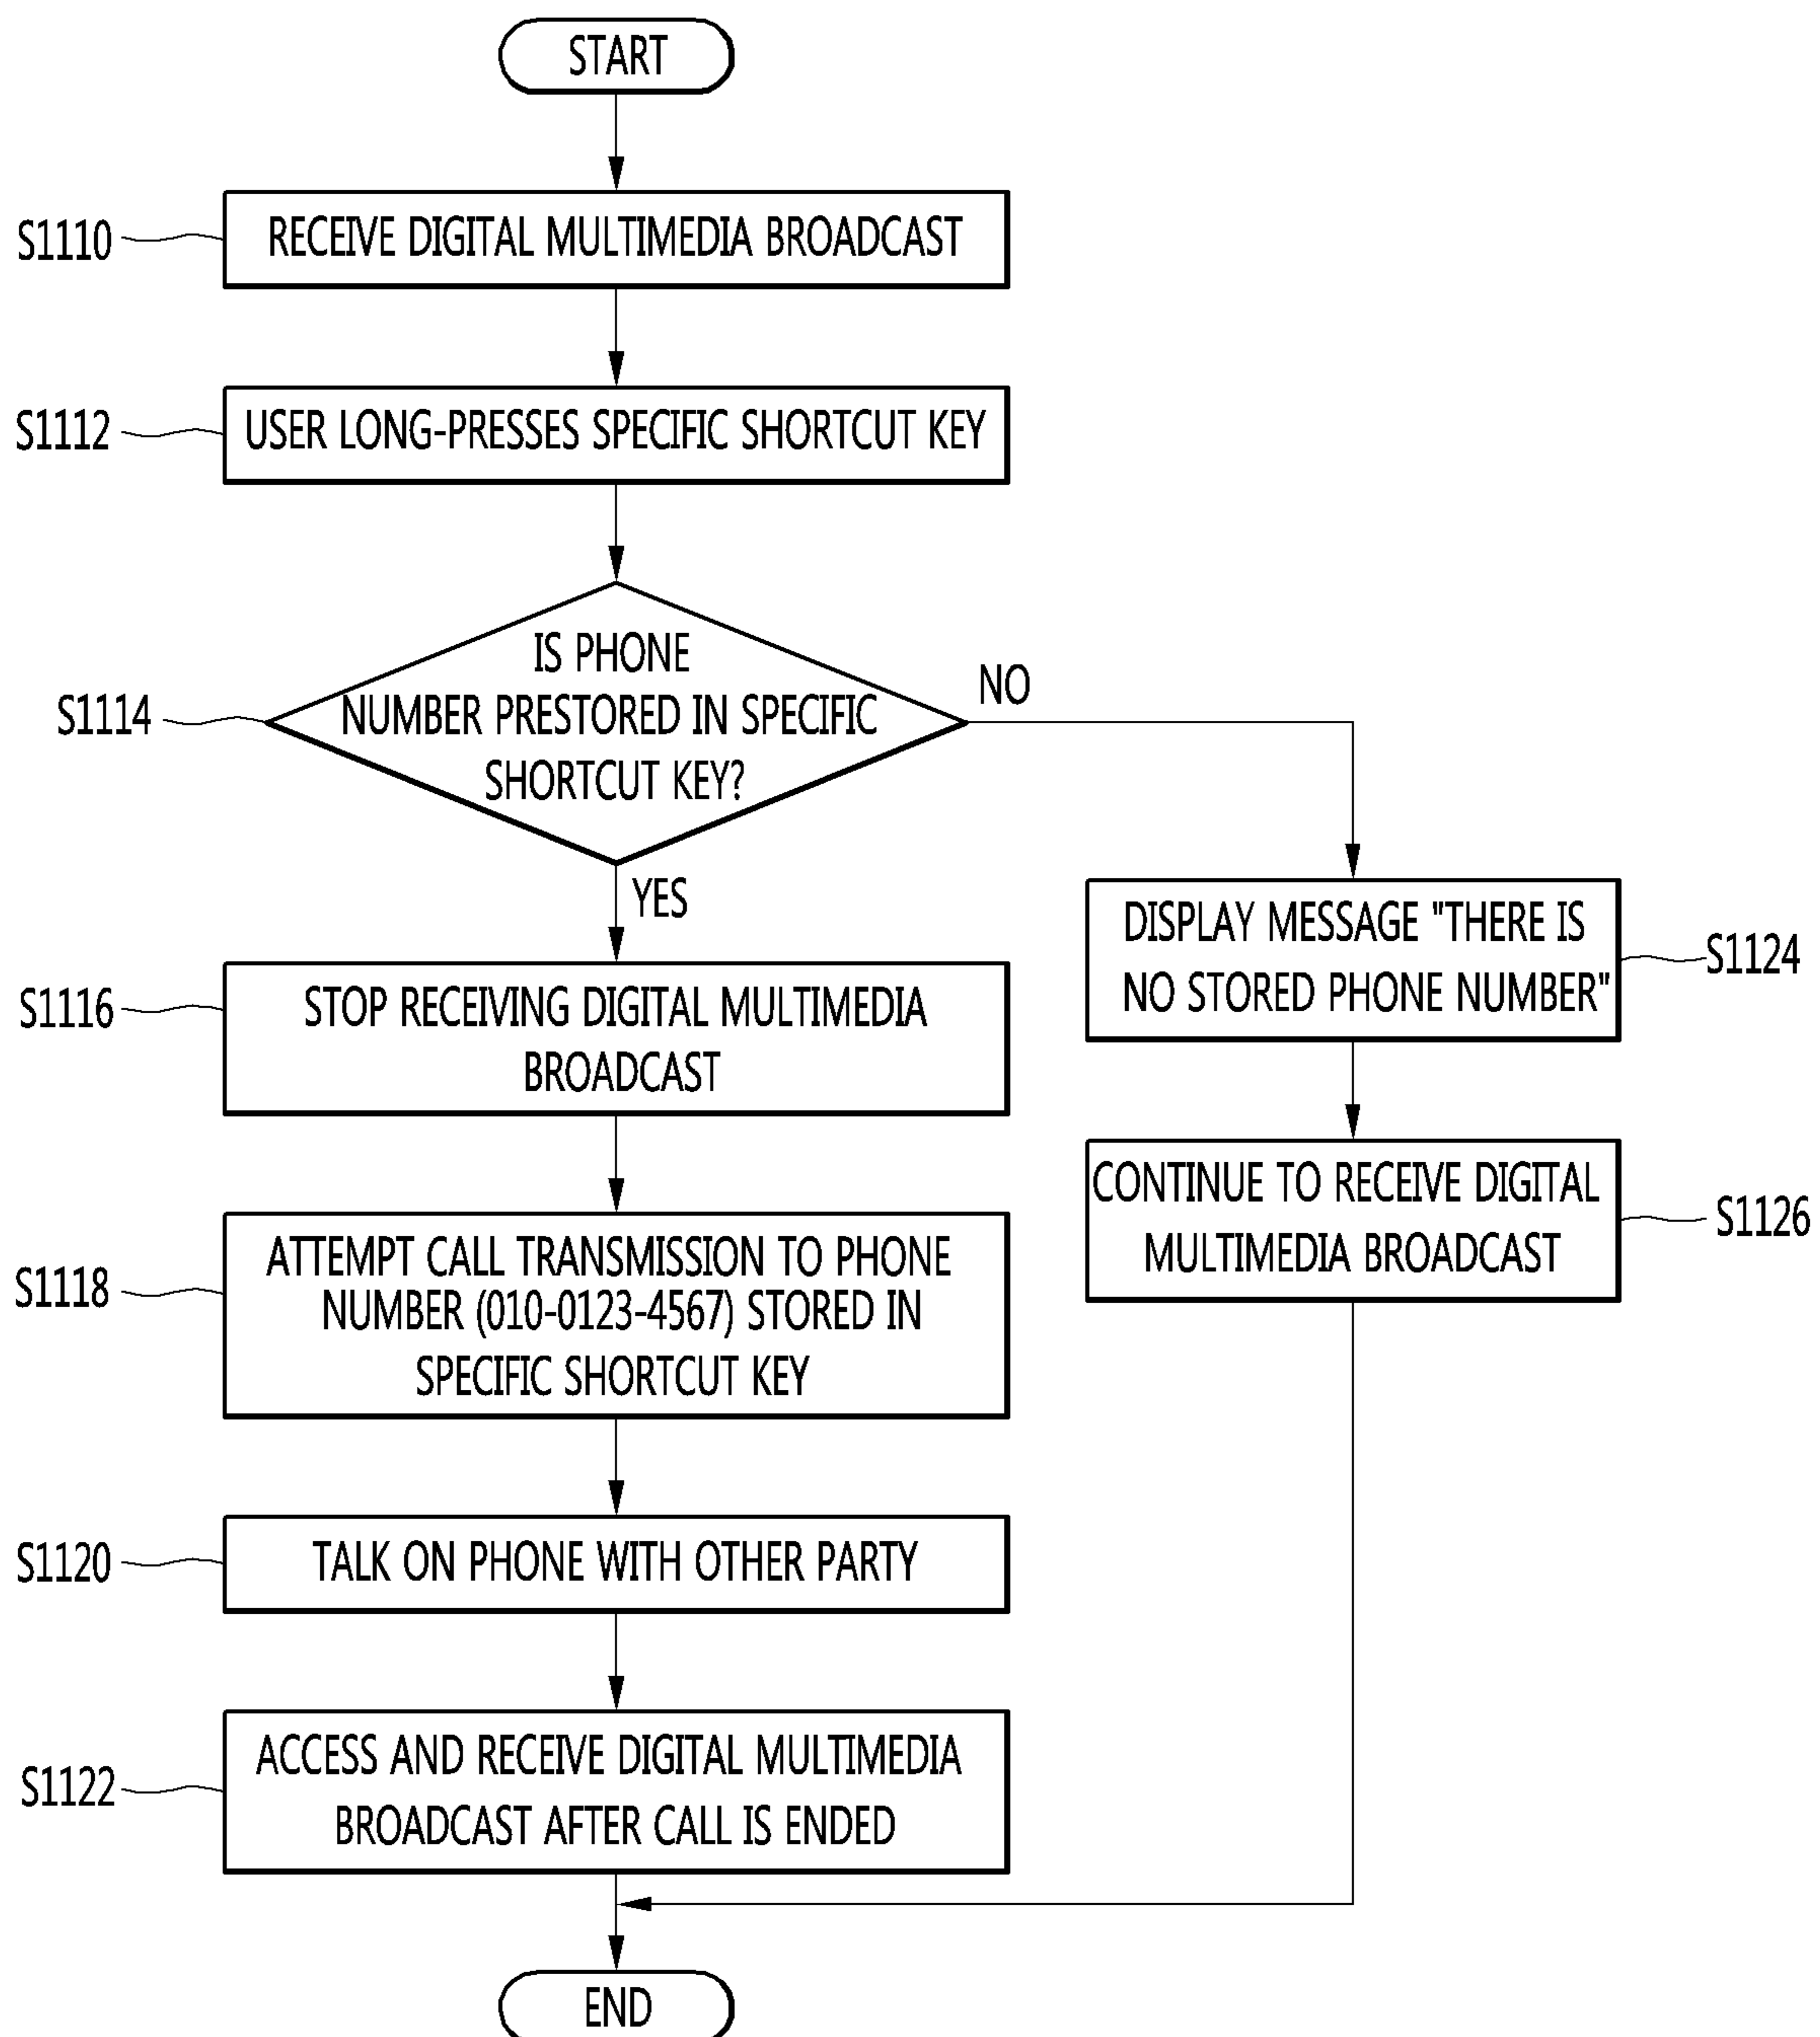 START
S1110
RECEIVE DIGITAL MULTIMEDIA BROADCAST
S1112
USER LONG-PRESSES SPECIFIC SHORTCUT KEY
S1114
IS PHONE
NUMBER PRESTORED IN SPECIFIC
SHORTCUT KEY?
NO
YES
S1116
STOP RECEIVING DIGITAL MULTIMEDIA
BROADCAST
S1118
ATTEMPT CALL TRANSMISSION TO PHONE
NUMBER (010-0123-4567) STORED IN
SPECIFIC SHORTCUT KEY
S1120
TALK ON PHONE WITH OTHER PARTY
S1122
ACCESS AND RECEIVE DIGITAL MULTIMEDIA
BROADCAST AFTER CALL IS ENDED
DISPLAY MESSAGE "THERE IS
NO STORED PHONE NUMBER"
S1124
CONTINUE TO RECEIVE DIGITAL
MULTIMEDIA BROADCAST
S1126
END